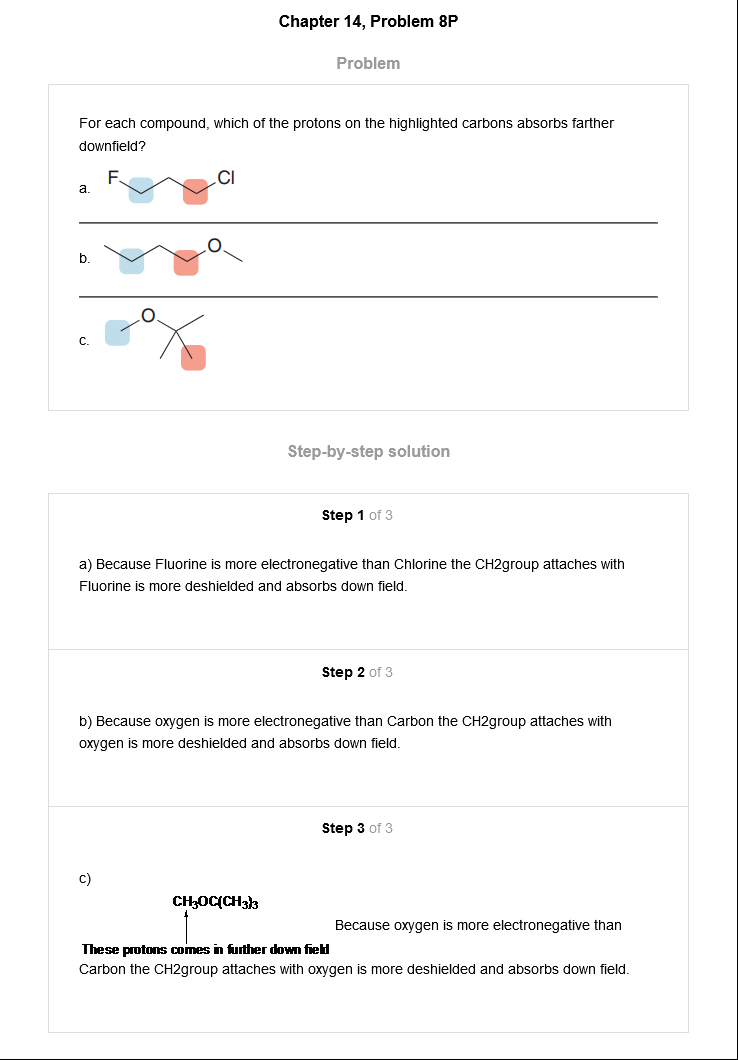 Chapter 14, Problem 8P
Problem
For each compound, which of the protons on the highlighted carbons absorbs farther
downfield?
a.
F
Cl
b.
O
c.
O
Step-by-step solution
Step 1 of 3
a) Because Fluorine is more electronegative than Chlorine the CH2group attaches with
Fluorine is more deshielded and absorbs down field.
Step 2 of 3
b) Because oxygen is more electronegative than Carbon the CH2group attaches with
oxygen is more deshielded and absorbs down field.
Step 3 of 3
c)
CH3OC(CH3)3
Because oxygen is more electronegative than
These protons comes in further down field
Carbon the CH2group attaches with oxygen is more deshielded and absorbs down field.